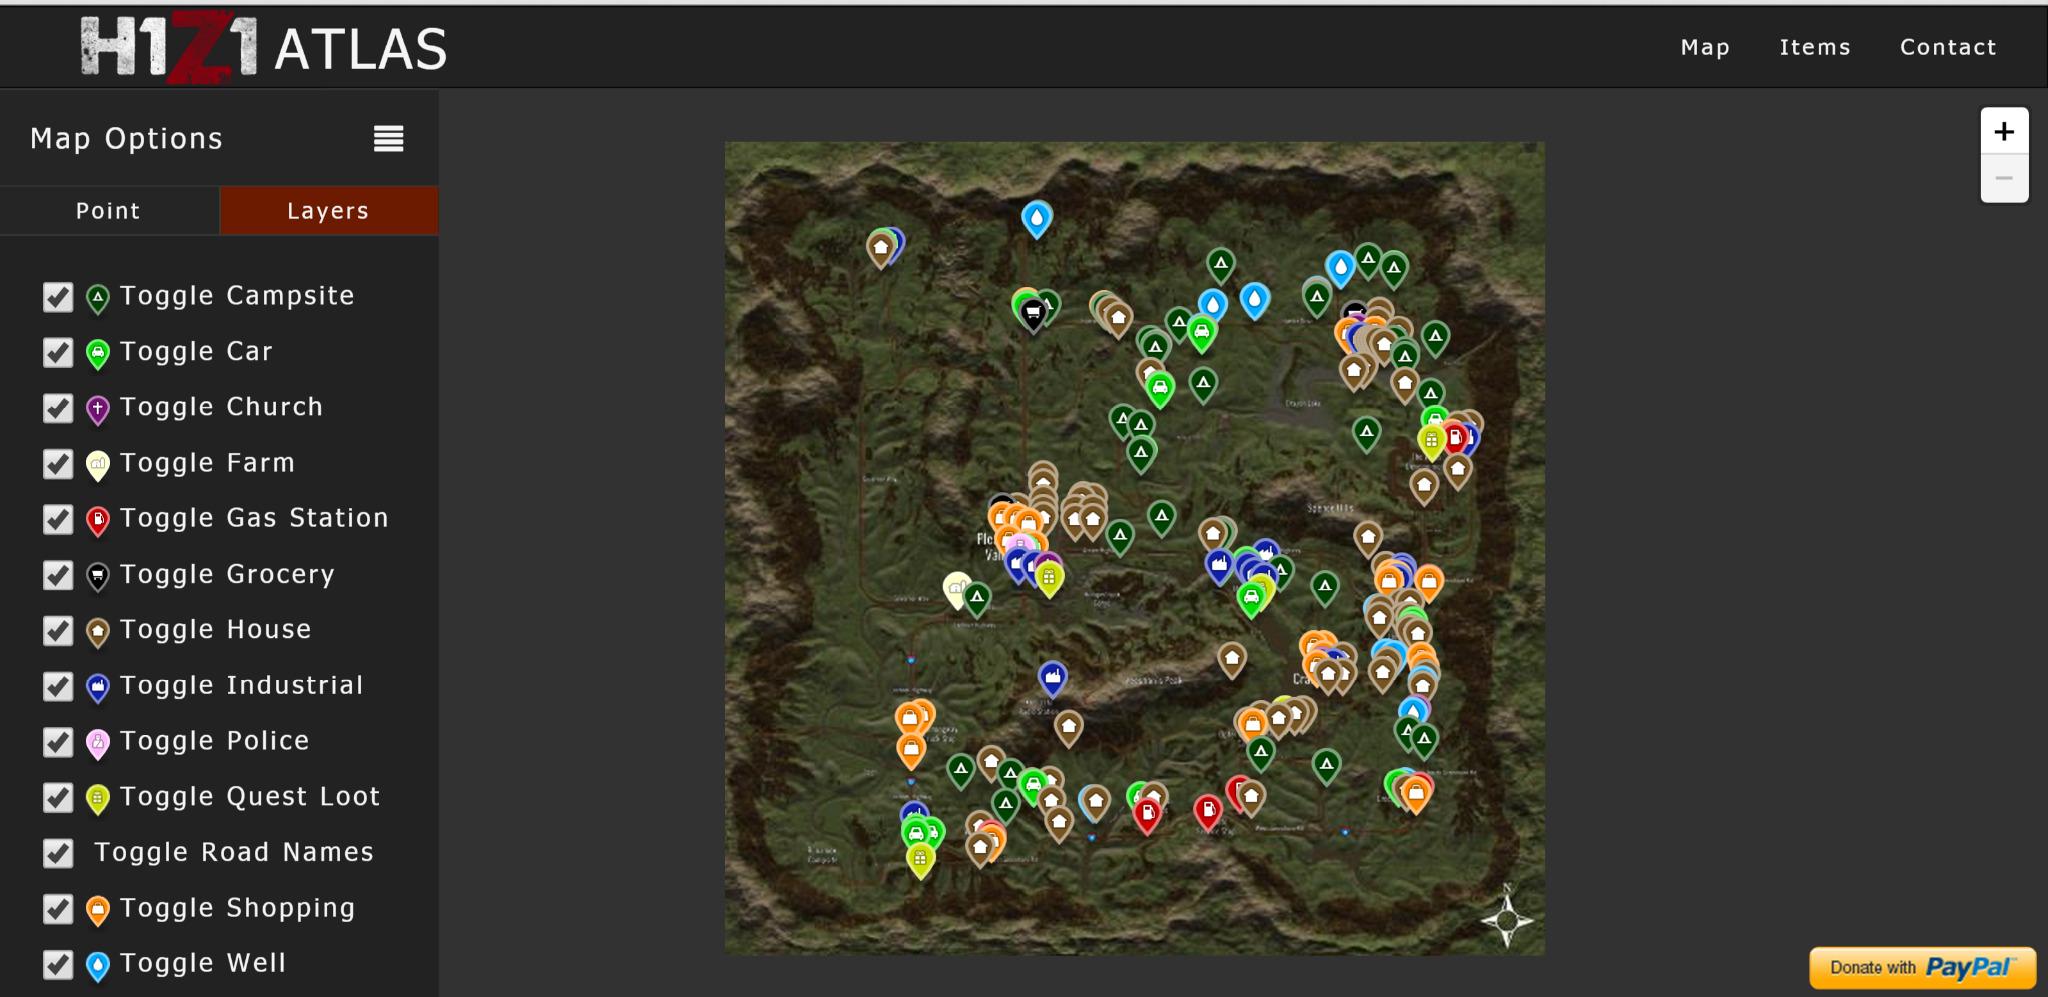 H1Z1 ATLAS
Map Items Contact
Map Options
Point Layers
Toggle Campsite
Toggle Car
Toggle Church
Toggle Farm
Toggle Gas Station
Toggle Grocery
Toggle House
Toggle Industrial
Toggle Police
Toggle Quest Loot
Toggle Road Names
Toggle Shopping
Toggle Well
+
−
Spence Hills
N
Donate with PayPal